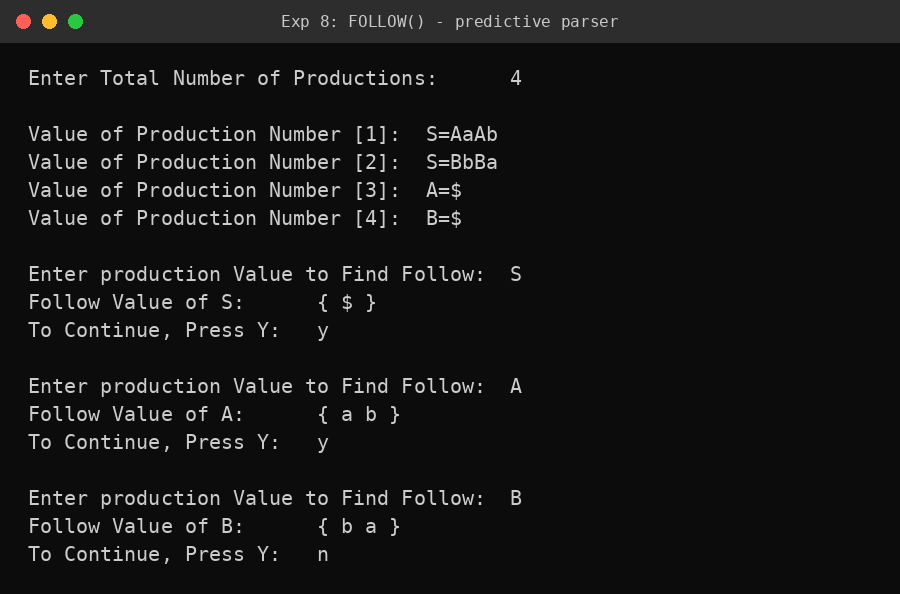 Exp 8: FOLLOW() - predictive parser
Enter Total Number of Productions:      4
Value of Production Number [1]:  S=AaAb
Value of Production Number [2]:  S=BbBa
Value of Production Number [3]:  A=$
Value of Production Number [4]:  B=$
Enter production Value to Find Follow:  S
Follow Value of S:      { $ }
To Continue, Press Y:   y
Enter production Value to Find Follow:  A
Follow Value of A:      { a b }
To Continue, Press Y:   y
Enter production Value to Find Follow:  B
Follow Value of B:      { b a }
To Continue, Press Y:   n